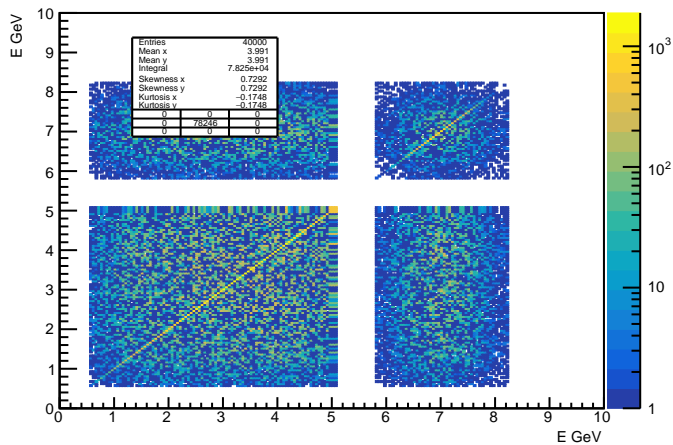 E GeV
10
9
8
7
6
5
4
3
2
1
0
Entries 40000
Mean x 3.991
Mean y 3.991
Integral 7.825e+04
Skewness x 0.7292
Skewness y 0.7292
Kurtosis x −0.1748
Kurtosis y −0.1748
0 0 0
0 78246 0
0 0 0
0 1 2 3 4 5 6 7 8 9 10
E GeV
10³
10²
10
1